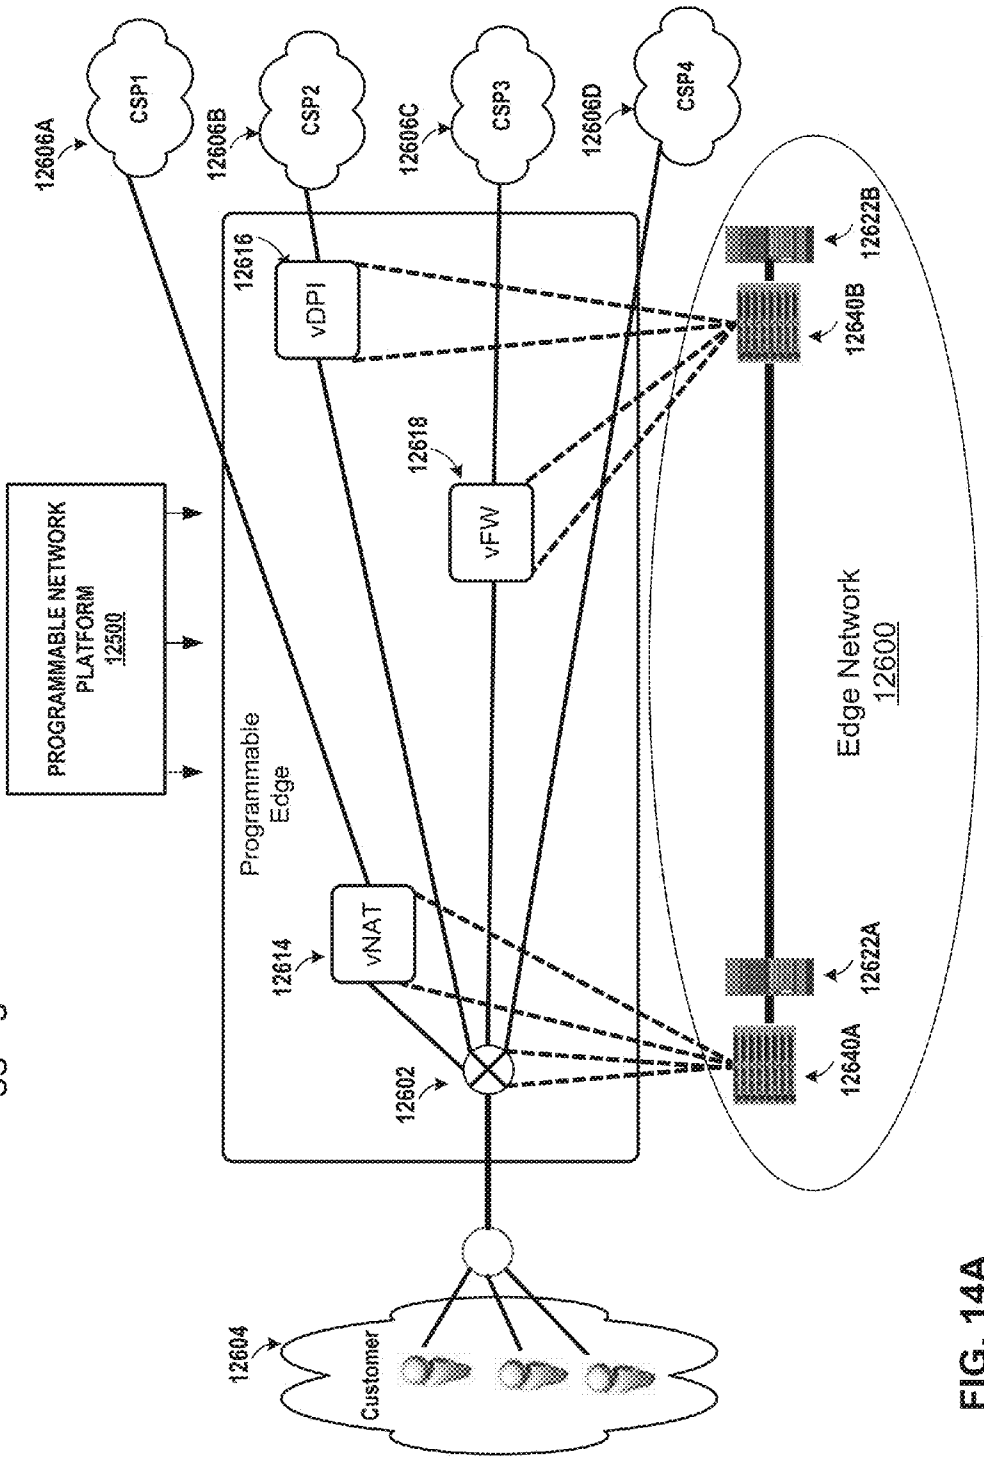 PROGRAMMABLE NETWORK
PLATFORM
12500
12606A
CSP1
12606B
CSP2
12606C
CSP3
12606D
CSP4
Programmable
Edge
12616
vDPI
12618
vFW
12614
vNAT
12602
12604
Customer
Edge Network
12600
12640A
12622A
12640B
12622B
FIG. 14A